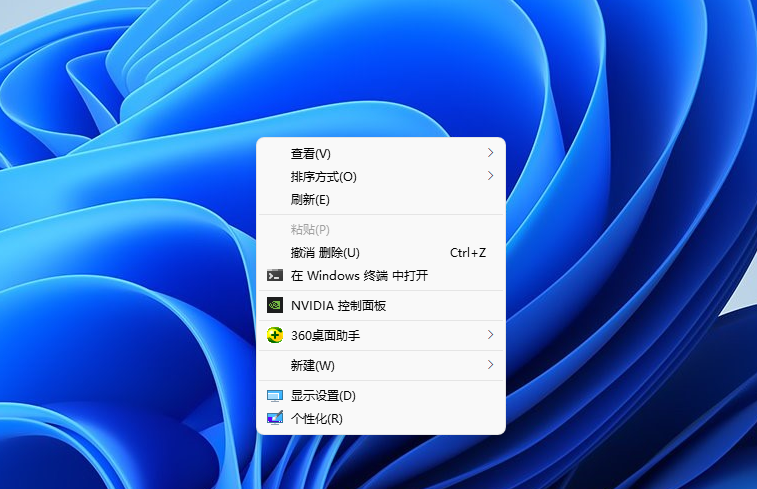 查看(V)
排序方式(O)
刷新(E)
粘贴(P)
撤消 删除(U) Ctrl+Z
在 Windows 终端 中打开
NVIDIA 控制面板
360桌面助手
新建(W)
显示设置(D)
个性化(R)